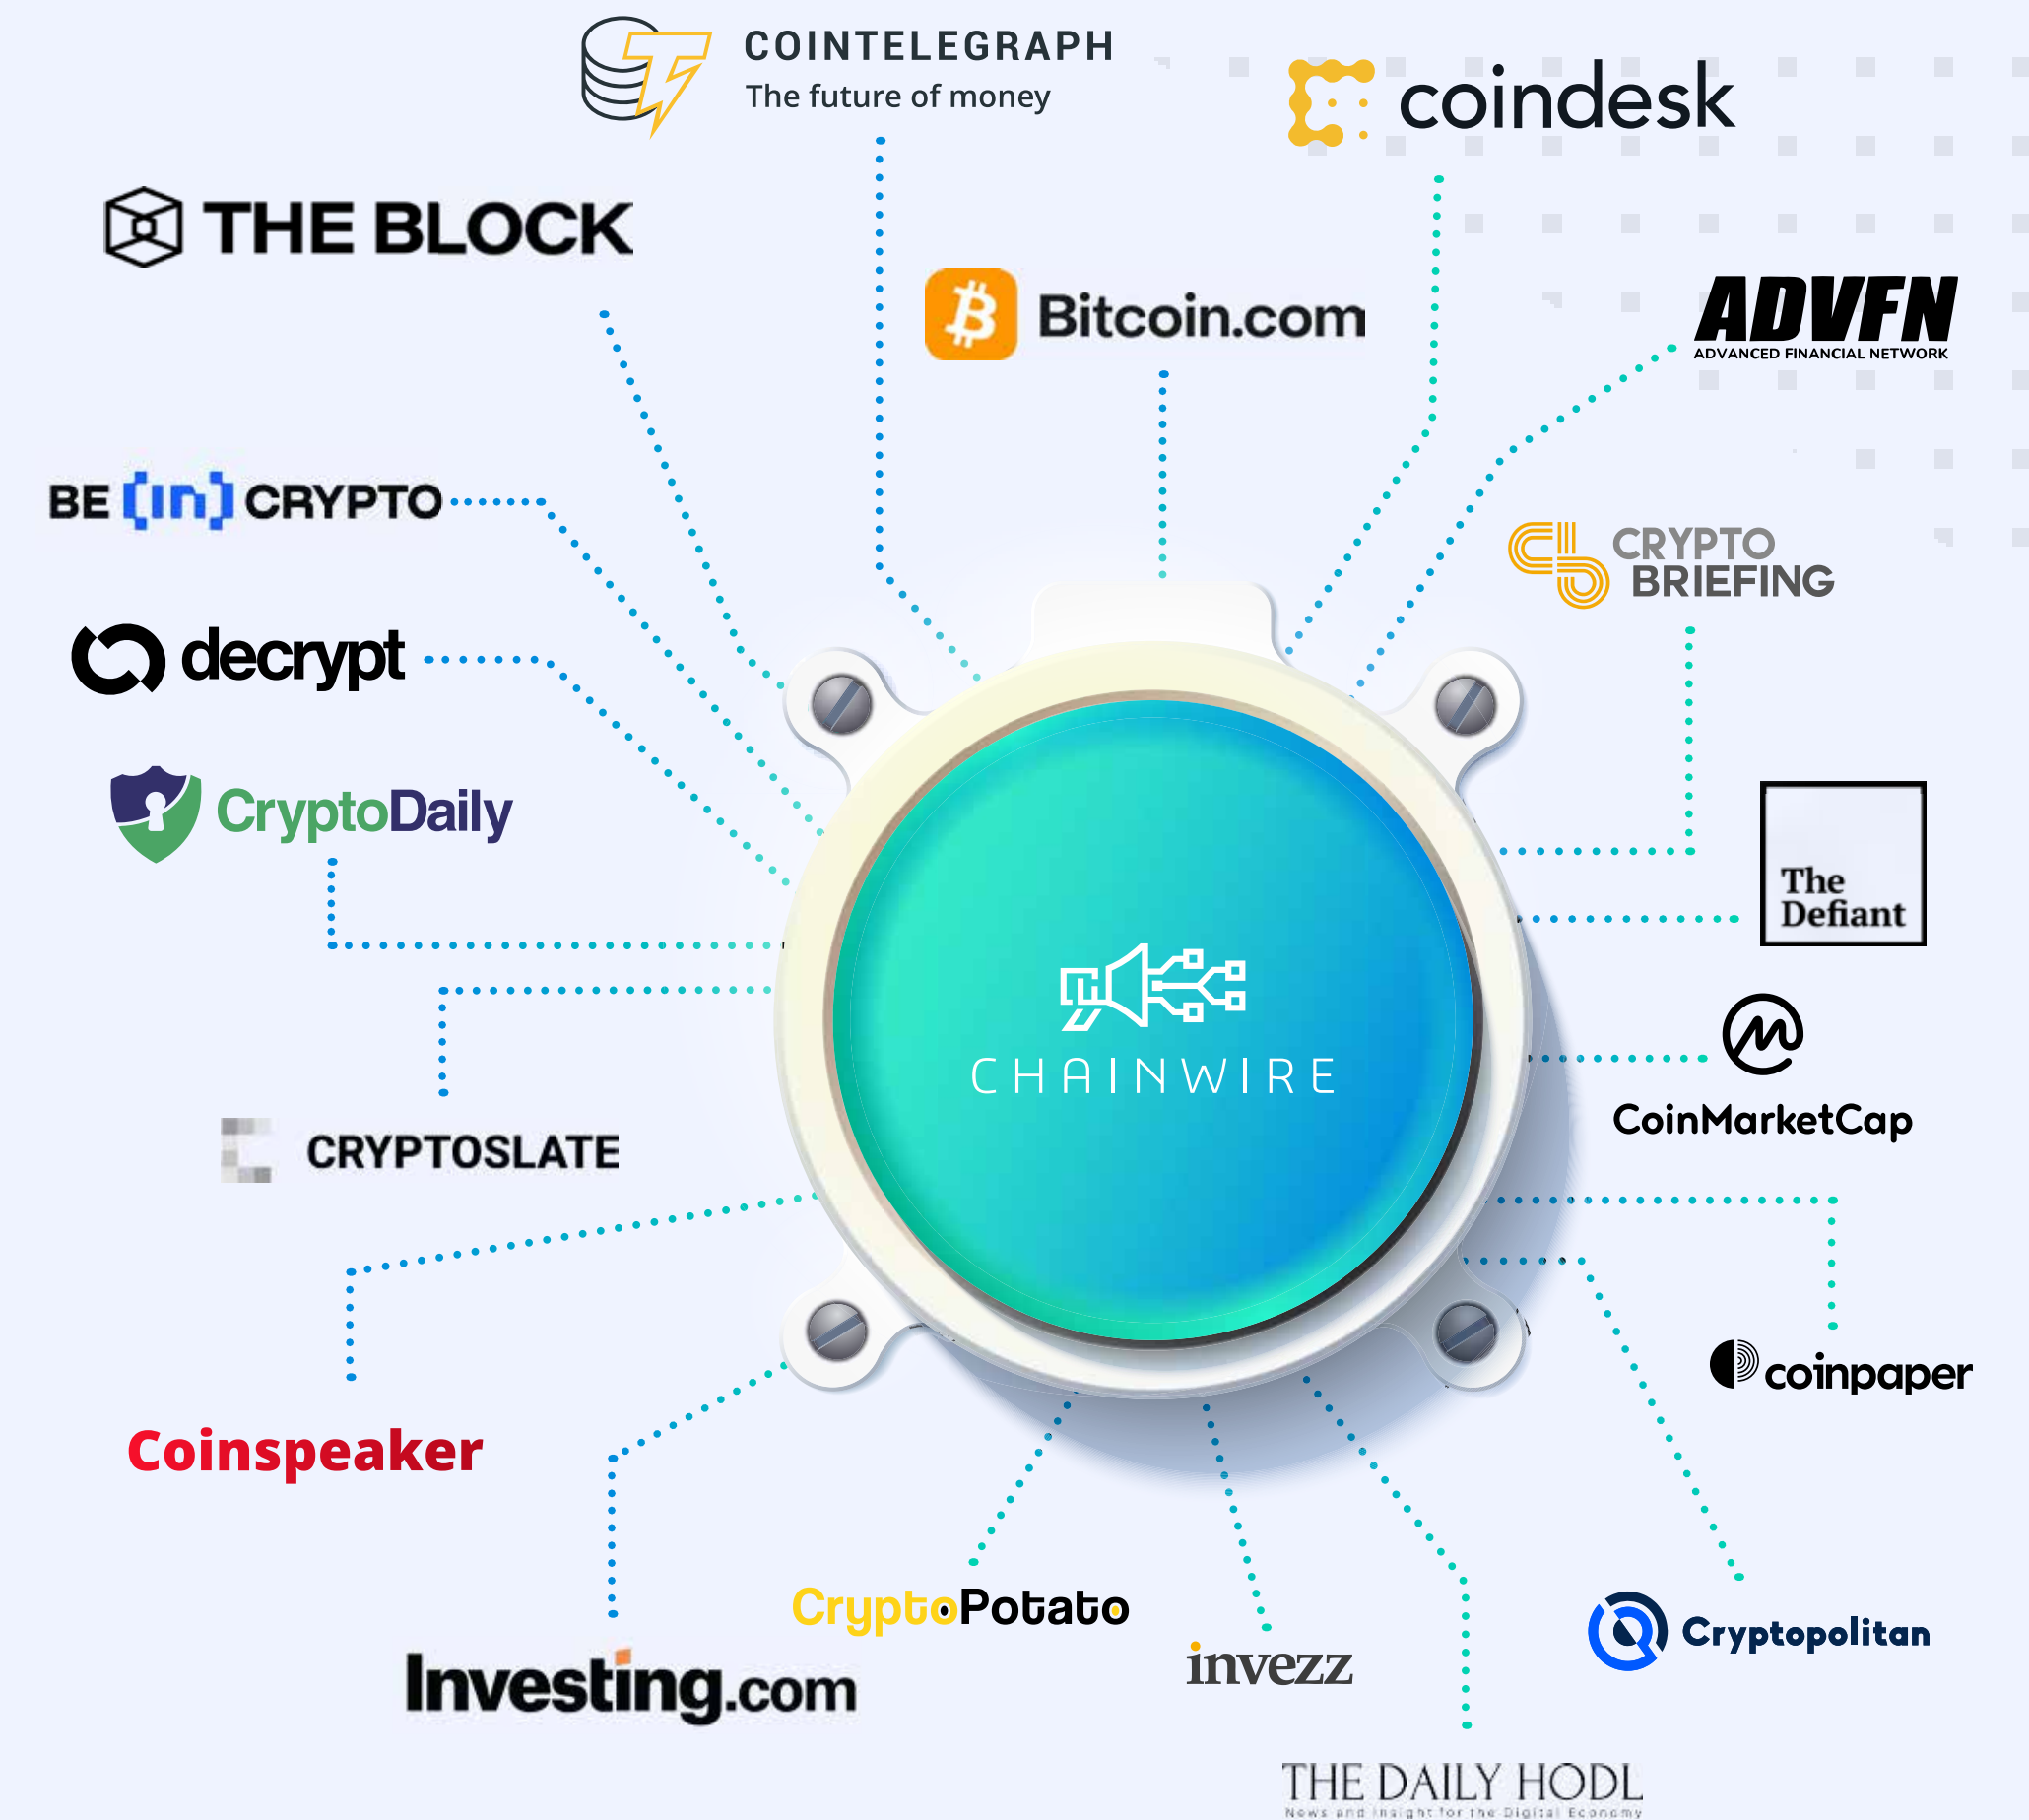 COINTELEGRAPH
The future of money
coindesk
THE BLOCK
Bitcoin.com
ADVFN
ADVANCED FINANCIAL NETWORK
BE [in] CRYPTO
CRYPTO
BRIEFING
decrypt
CryptoDaily
The
Defiant
CHAINWIRE
CoinMarketCap
CRYPTOSLATE
coinpaper
Coinspeaker
CryptoPotato
Cryptopolitan
invezz
Investing.com
THE DAILY HODL
News and Insight for the Digital Economy